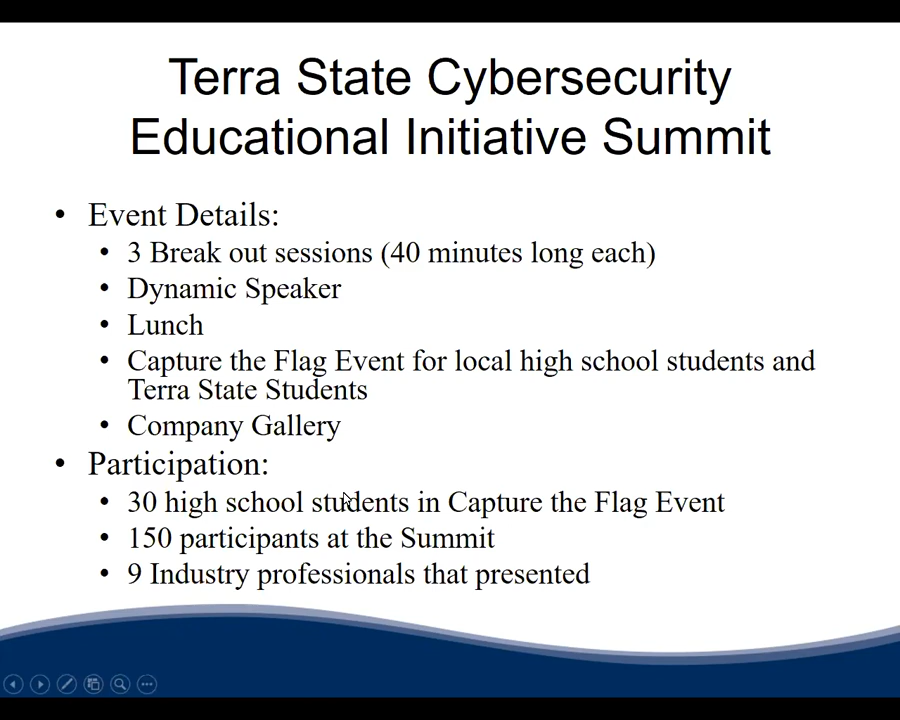 Terra State Cybersecurity
Educational Initiative Summit
• Event Details:
• 3 Break out sessions (40 minutes long each)
• Dynamic Speaker
• Lunch
• Capture the Flag Event for local high school students and
Terra State Students
• Company Gallery
• Participation:
• 30 high school students in Capture the Flag Event
• 150 participants at the Summit
• 9 Industry professionals that presented